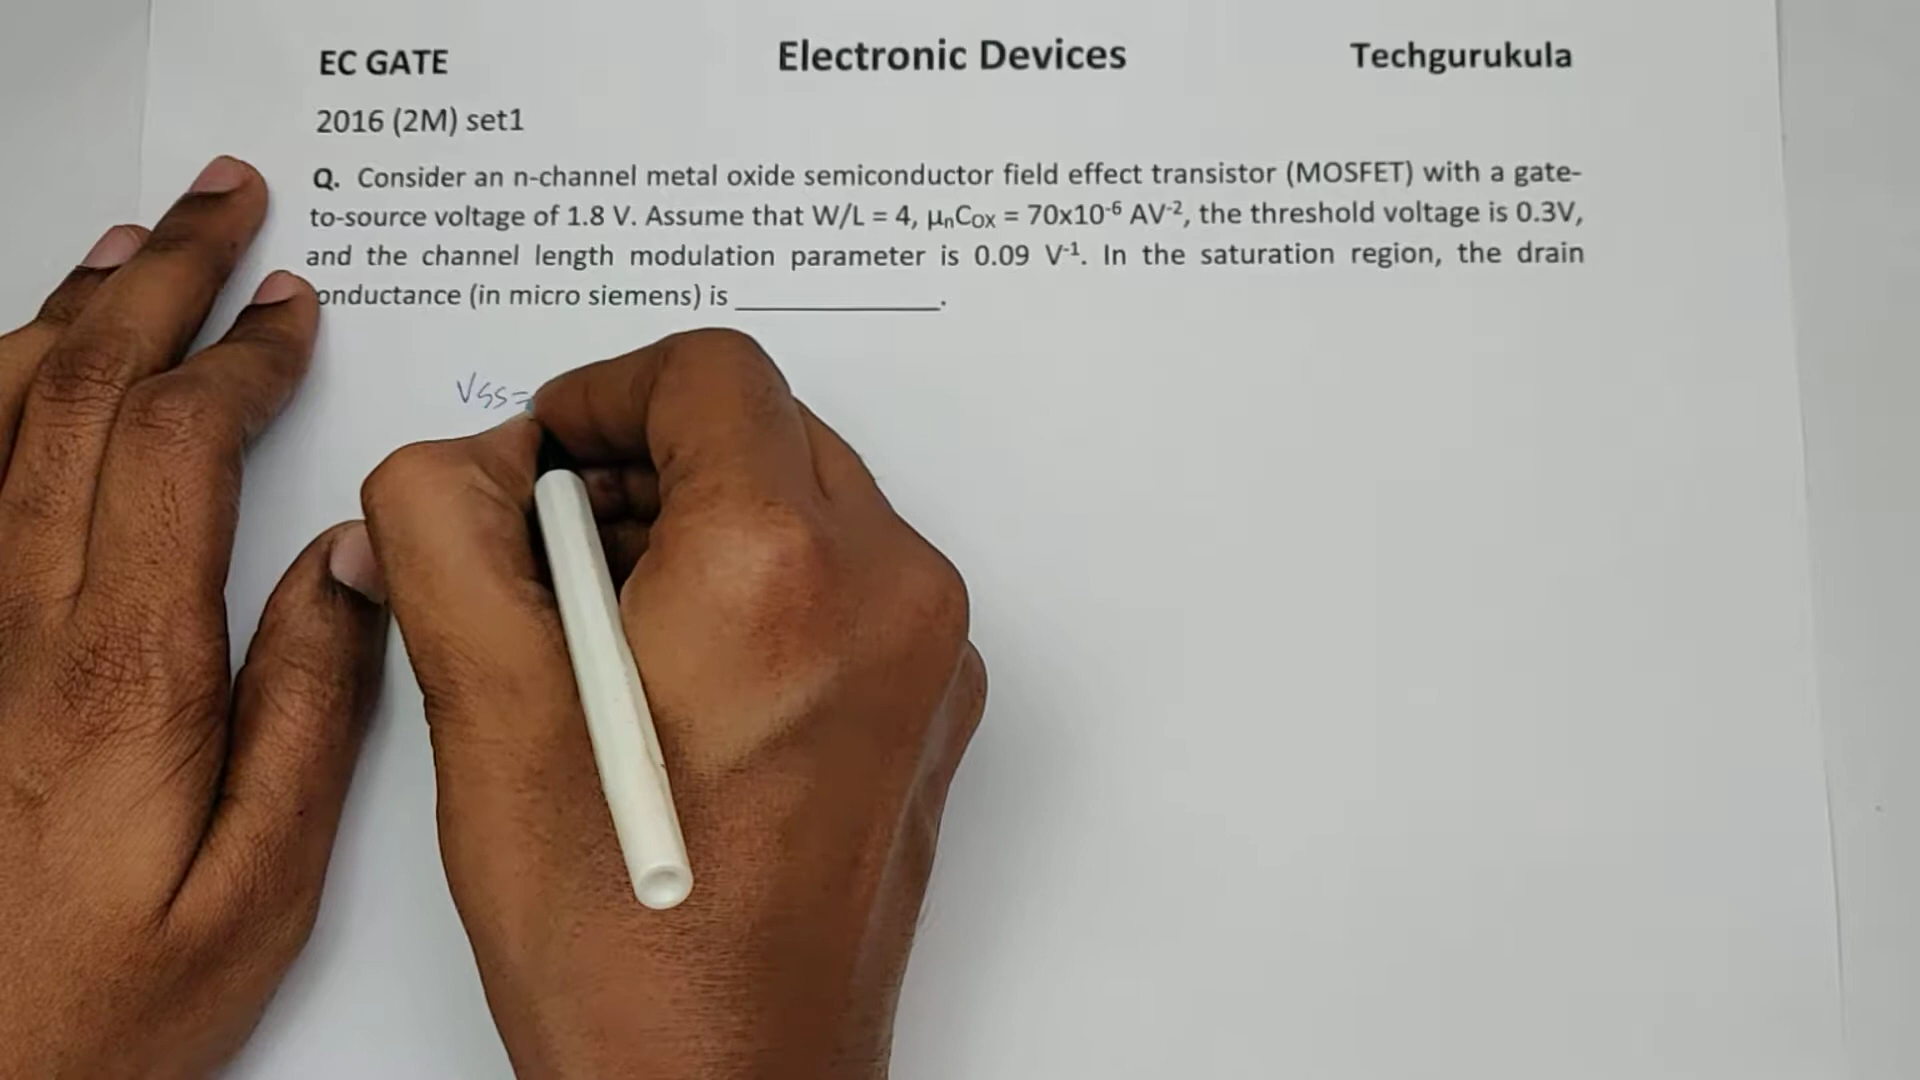 EC GATE Electronic Devices Techgurukula
2016 (2M) set1
Q. Consider an n-channel metal oxide semiconductor field effect transistor (MOSFET) with a gate-
to-source voltage of 1.8 V. Assume that W/L = 4, μₙCox = 70x10⁻⁶ AV⁻², the threshold voltage is 0.3V,
and the channel length modulation parameter is 0.09 V⁻¹. In the saturation region, the drain
onductance (in micro siemens) is ______________.
VGS=